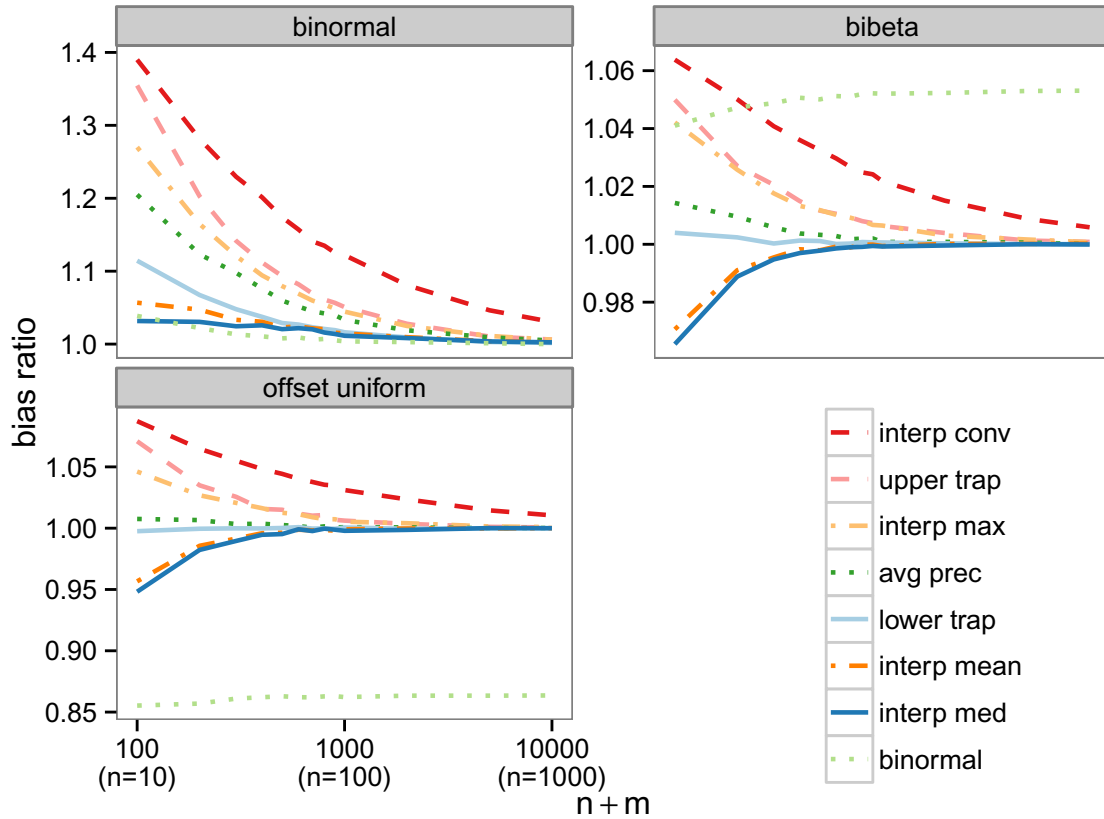 binormal
bibeta
1.4
1.3
1.2
1.1
1.0
1.06
1.04
1.02
1.00
0.98
bias ratio
offset uniform
1.05
1.00
0.95
0.90
0.85
100 1000 10000
(n=10) (n=100) (n=1000)
n+m
interp conv
upper trap
interp max
avg prec
lower trap
interp mean
interp med
binormal